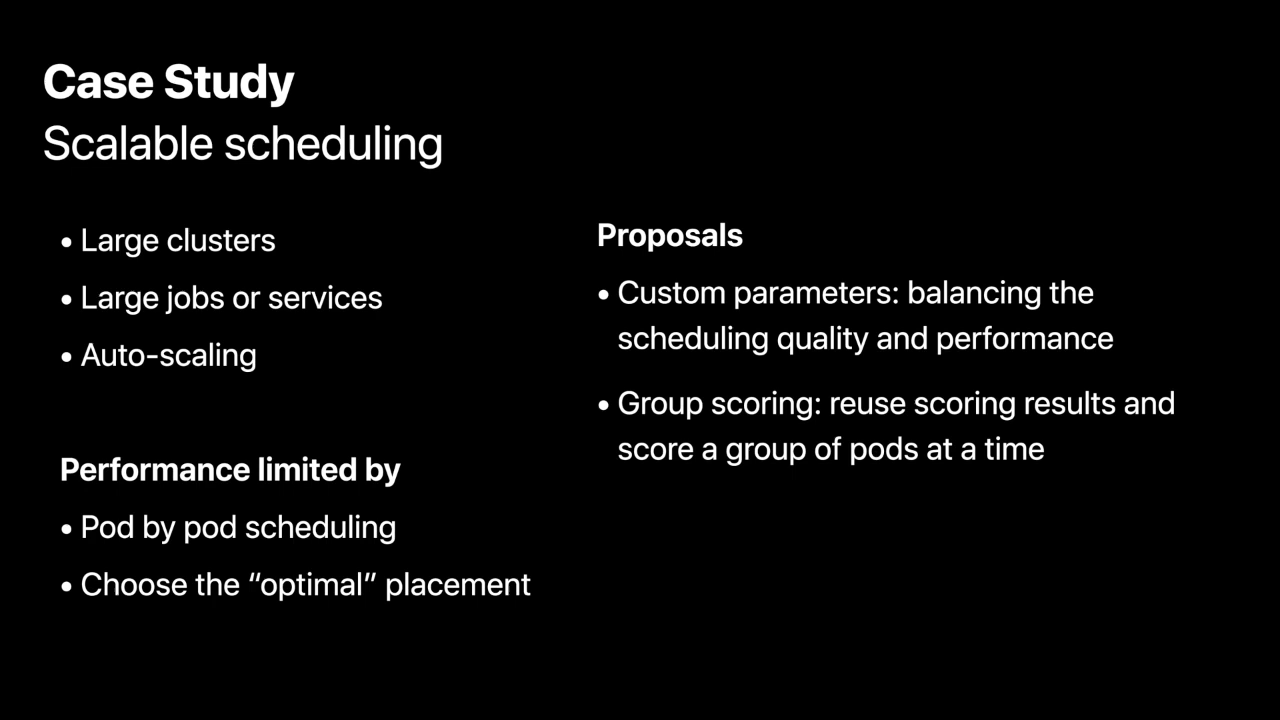 Case Study
Scalable scheduling
• Large clusters
• Large jobs or services
• Auto-scaling
Performance limited by
• Pod by pod scheduling
• Choose the “optimal” placement
Proposals
• Custom parameters: balancing the
scheduling quality and performance
• Group scoring: reuse scoring results and
score a group of pods at a time